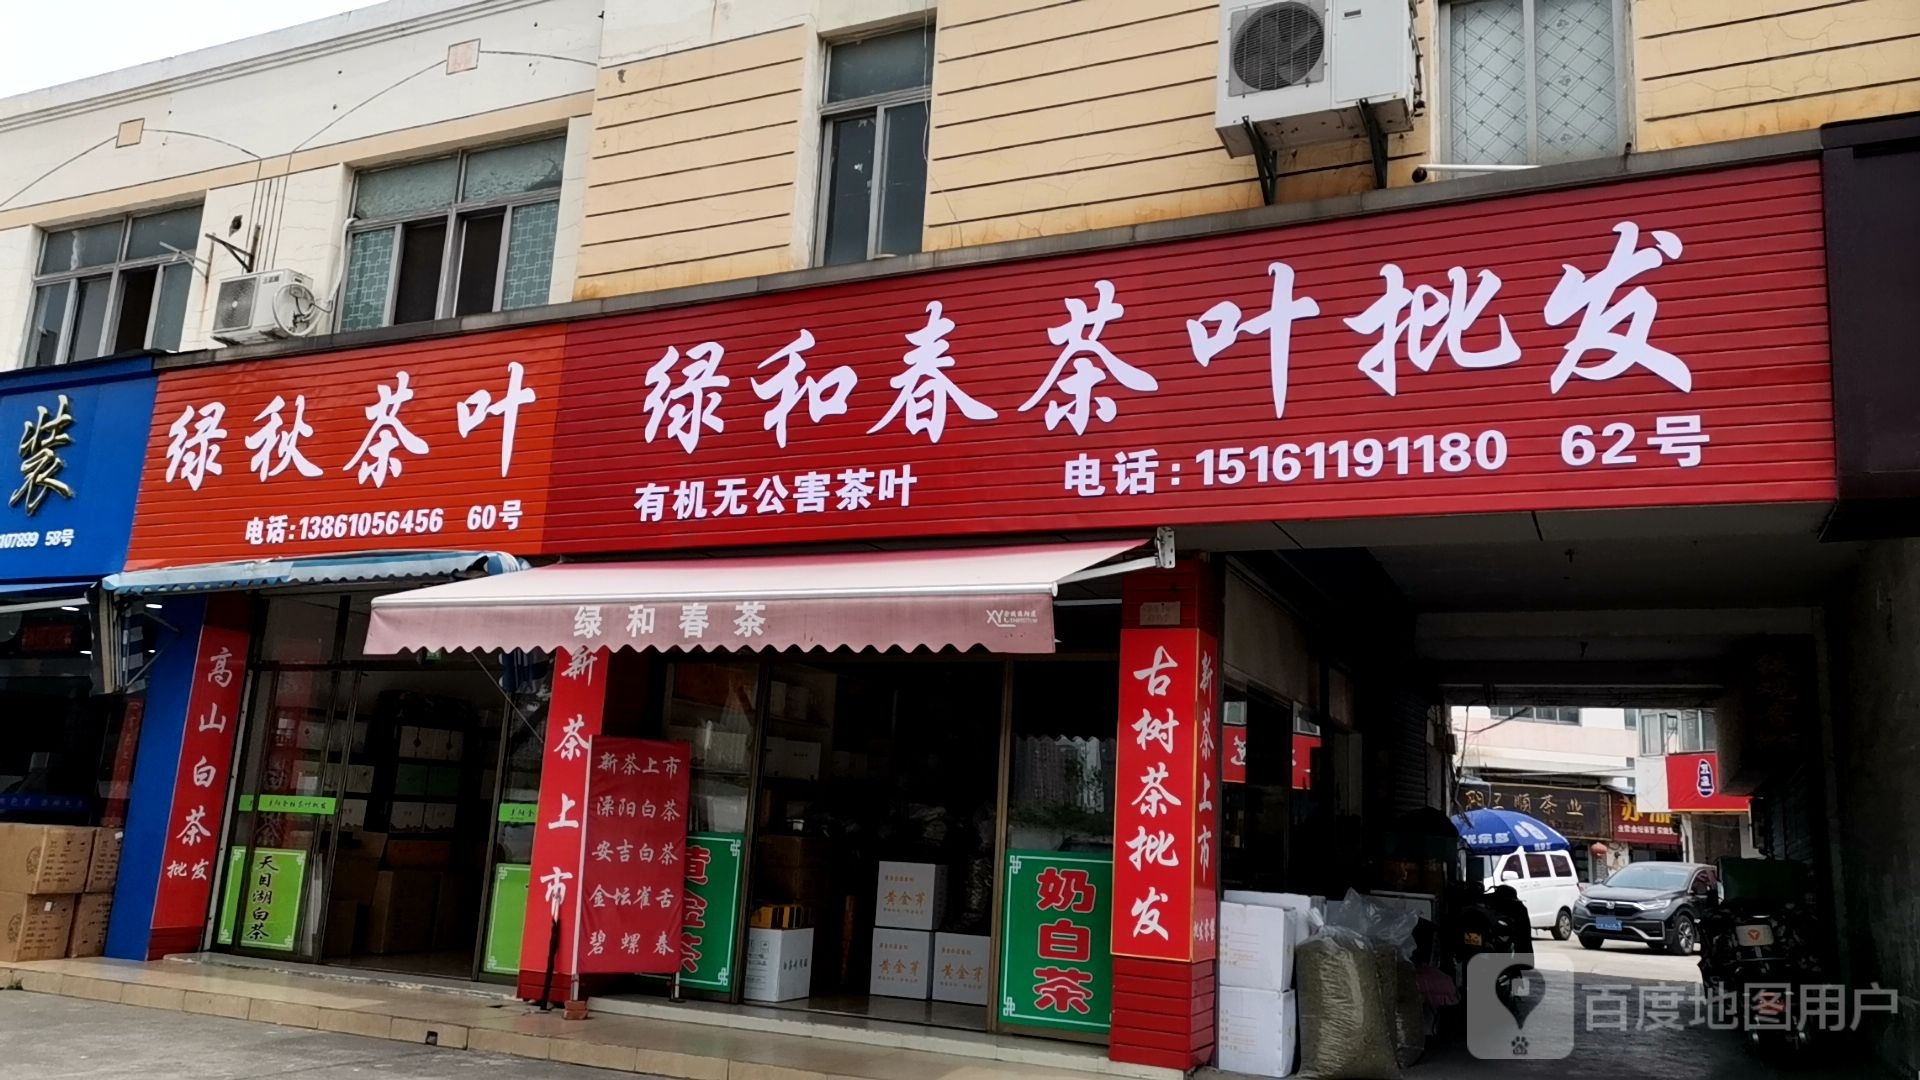 装
107899 58号
绿秋茶叶
电话:13861056456 60号
绿和春茶叶批发
有机无公害茶叶
电话:15161191180 62号
绿和春茶
XY
高山白茶批发
天目湖白茶
新茶上市
新茶上市
溧阳白茶
安吉白茶
金坛雀舌
碧螺春
黄金茶
黄金芽
黄金芽
黄金芽
奶白茶
古树茶批发
新茶上市
顺茶业
百度地图用户